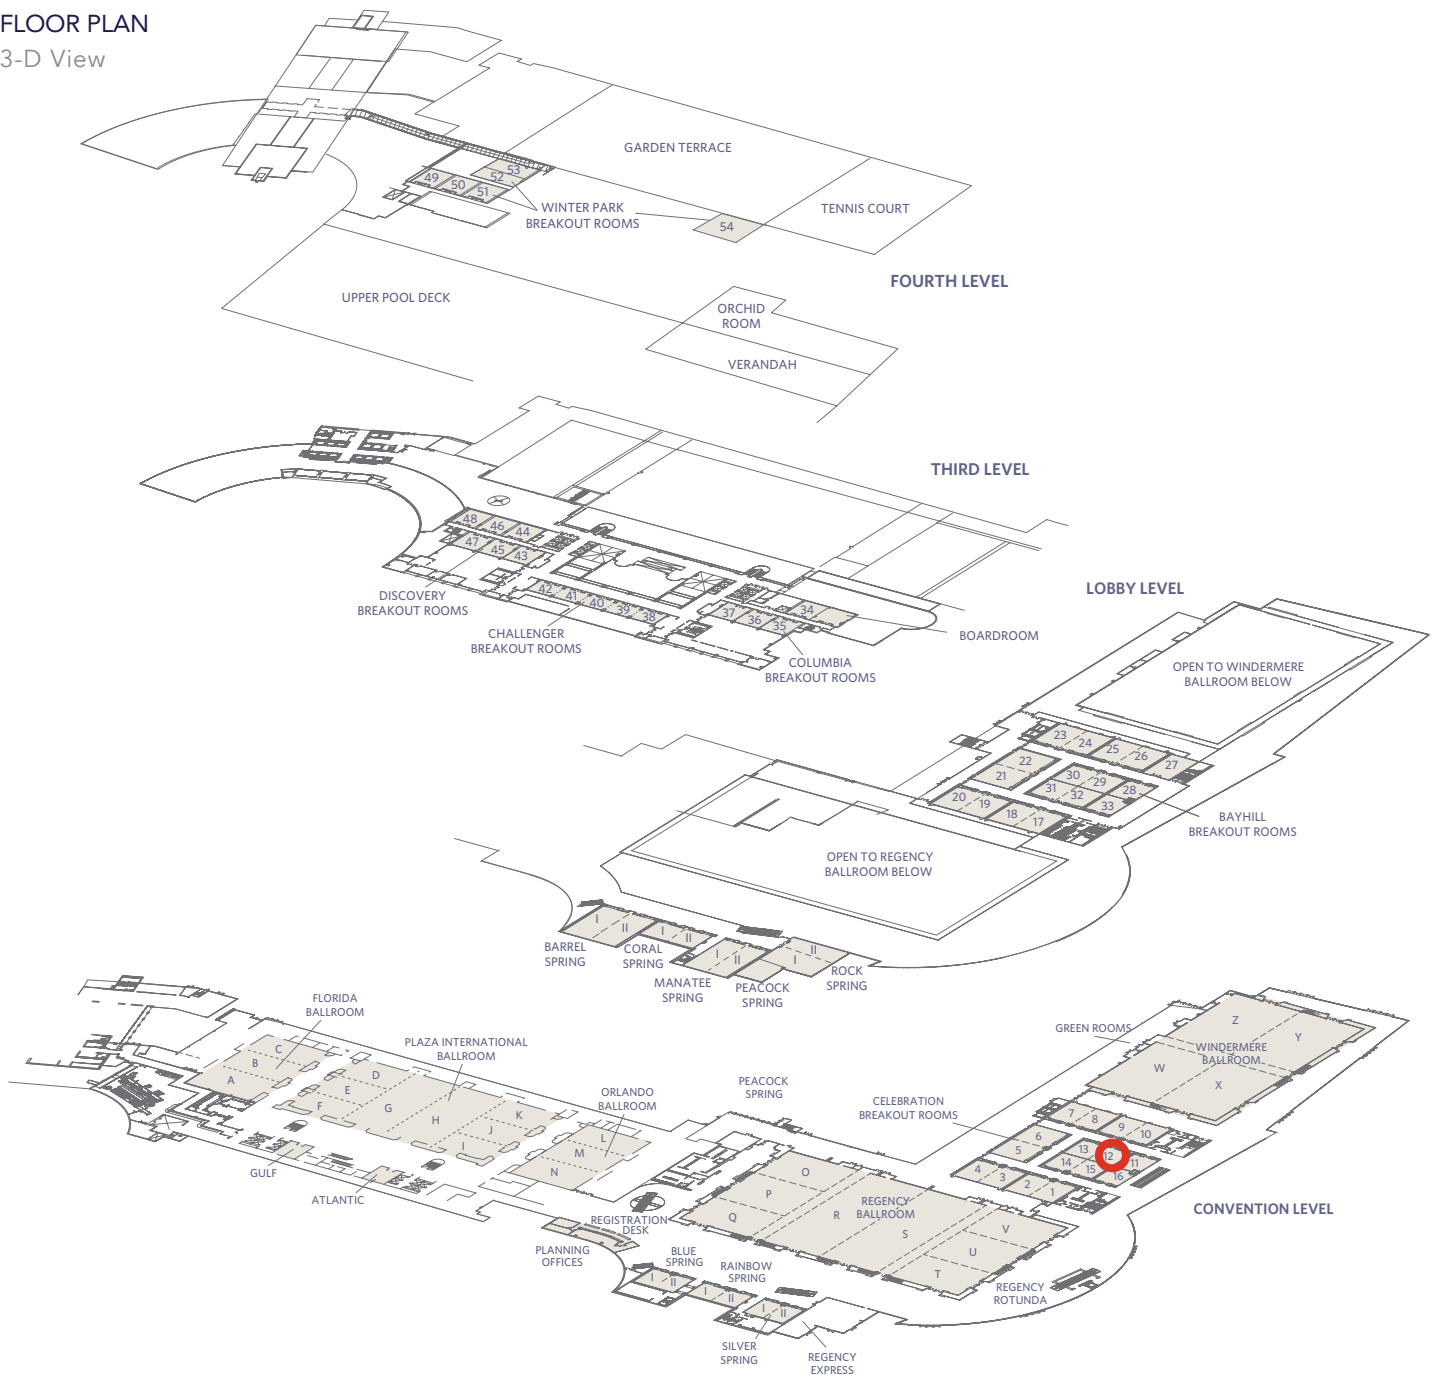 FLOOR PLAN
3-D View
GARDEN TERRACE
53
52
49
50
51
WINTER PARK
BREAKOUT ROOMS
54
TENNIS COURT
FOURTH LEVEL
UPPER POOL DECK
ORCHID
ROOM
VERANDAH
THIRD LEVEL
48
46
44
47
45
43
DISCOVERY
BREAKOUT ROOMS
42
41
40
39
38
CHALLENGER
BREAKOUT ROOMS
37
36
35
34
BOARDROOM
COLUMBIA
BREAKOUT ROOMS
LOBBY LEVEL
OPEN TO WINDERMERE
BALLROOM BELOW
23
24
25
26
27
22
21
30
29
28
31
32
33
20
19
18
17
BAYHILL
BREAKOUT ROOMS
OPEN TO REGENCY
BALLROOM BELOW
I
II
BARREL
SPRING
I
II
CORAL
SPRING
I
II
MANATEE
SPRING
PEACOCK
SPRING
II
I
ROCK
SPRING
FLORIDA
BALLROOM
C
B
A
PLAZA INTERNATIONAL
BALLROOM
D
E
F
G
H
K
J
I
ORLANDO
BALLROOM
L
M
N
GULF
ATLANTIC
PEACOCK
SPRING
GREEN ROOMS
Z
Y
WINDERMERE
BALLROOM
W
X
CELEBRATION
BREAKOUT ROOMS
7
8
9
10
6
5
13
12
11
14
15
16
4
3
2
1
CONVENTION LEVEL
O
P
Q
R
REGENCY
BALLROOM
S
V
U
T
REGISTRATION
DESK
PLANNING
OFFICES
BLUE
SPRING
I
II
RAINBOW
SPRING
I
II
I
II
SILVER
SPRING
REGENCY
EXPRESS
REGENCY
ROTUNDA